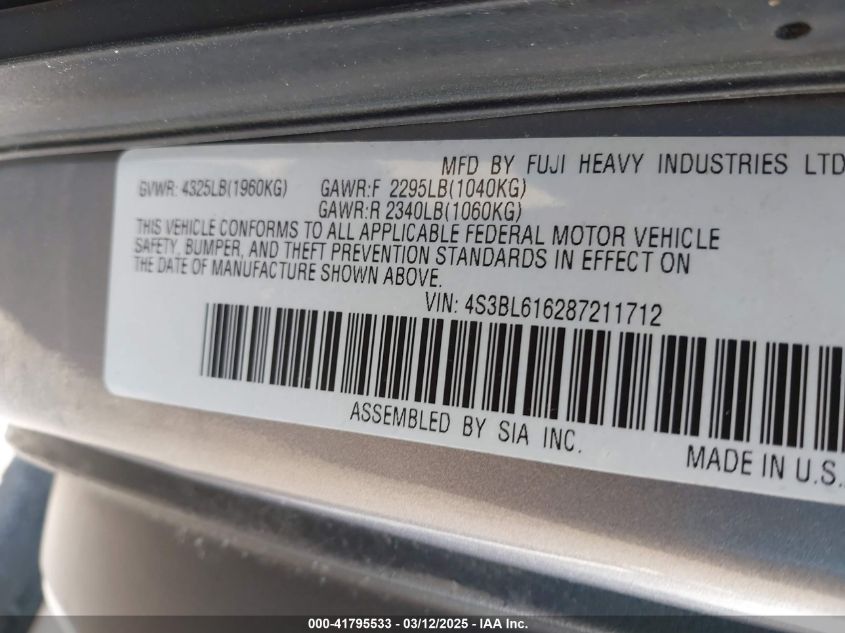 MFD BY FUJI HEAVY INDUSTRIES LTD
GVWR: 4325LB(1960KG) GAWR:F 2295LB(1040KG)
GAWR:R 2340LB(1060KG)
THIS VEHICLE CONFORMS TO ALL APPLICABLE FEDERAL MOTOR VEHICLE
SAFETY, BUMPER, AND THEFT PREVENTION STANDARDS IN EFFECT ON
THE DATE OF MANUFACTURE SHOWN ABOVE.
VIN: 4S3BL616287211712
ASSEMBLED BY SIA INC.
MADE IN U.S.
000-41795533 - 03/12/2025 - IAA Inc.